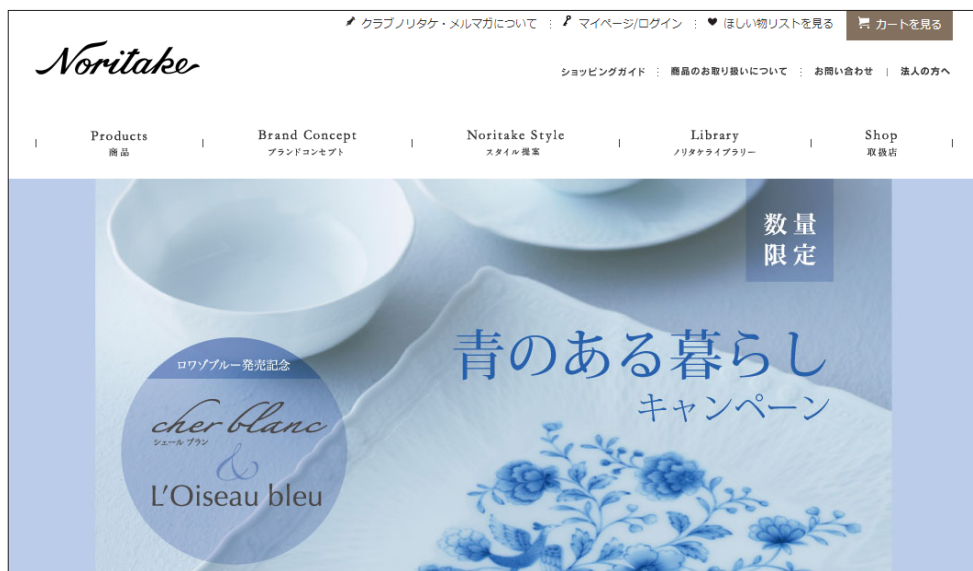 クラブノリタケ・メルマガについて
マイページ/ログイン
ほしい物リストを見る
カートを見る
Noritake
ショッピングガイド
商品のお取り扱いについて
お問い合わせ
法人の方へ
Products
商品
Brand Concept
ブランドコンセプト
Noritake Style
スタイル提案
Library
ノリタケライブラリー
Shop
取扱店
数量
限定
青のある暮らし
キャンペーン
ロワゾブルー発売記念
cher blanc
シェール ブラン
&
L'Oiseau bleu